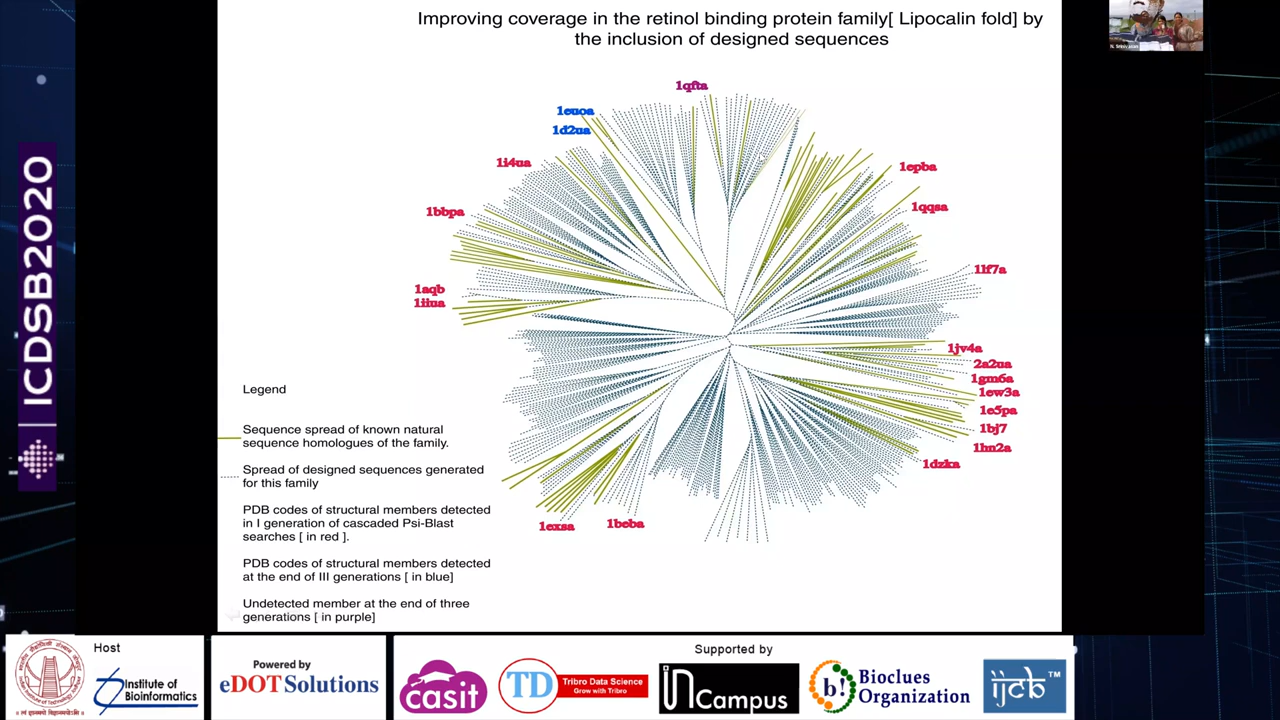 Improving coverage in the retinol binding protein family[ Lipocalin fold] by
the inclusion of designed sequences
1qfta
1euoa
1d2ua
1i4ua
1epba
1bbpa
1qqsa
1lf7a
1aqb
1iiua
1jv4a
2a2ua
1gm6a
1ew3a
1e5pa
1bj7
1bn2a
1dzka
1exsa
1beba
Legend
Sequence spread of known natural
sequence homologues of the family.
Spread of designed sequences generated
for this family
PDB codes of structural members detected
in I generation of cascaded Psi-Blast
searches [ in red ].
PDB codes of structural members detected
at the end of III generations [ in blue]
Undetected member at the end of three
generations [ in purple]
ICDSB2020
Host
Institute of
Bioinformatics
Powered by
eDOT Solutions
Supported by
casit
TD
Tribro Data Science
Grow with Tribro
inCampus
b!
Bioclues
Organization
ijcb™